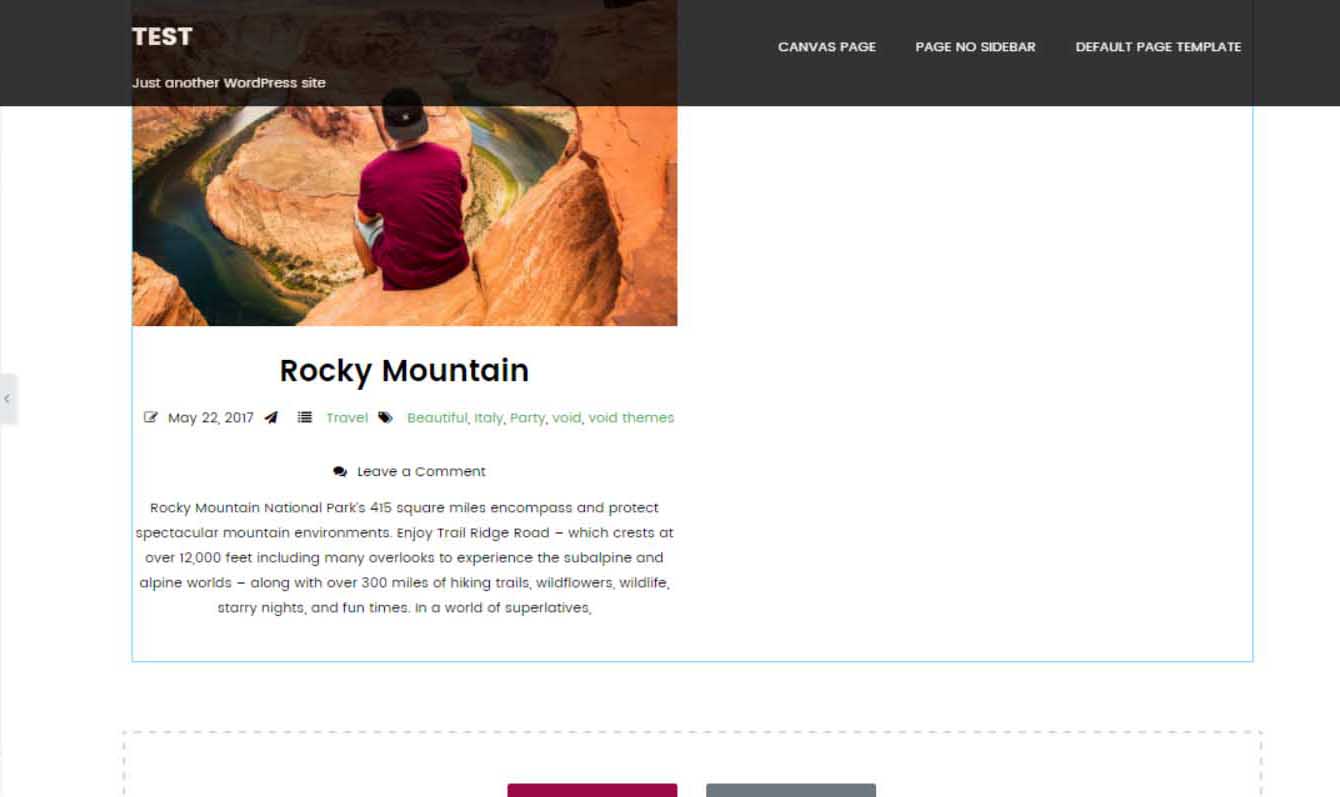 TEST
Just another WordPress site
CANVAS PAGE PAGE NO SIDEBAR DEFAULT PAGE TEMPLATE
Rocky Mountain
May 22, 2017 Travel Beautiful, Italy, Party, void, void themes
Leave a Comment
Rocky Mountain National Park's 415 square miles encompass and protect
spectacular mountain environments. Enjoy Trail Ridge Road – which crests at
over 12,000 feet including many overlooks to experience the subalpine and
alpine worlds – along with over 300 miles of hiking trails, wildflowers, wildlife,
starry nights, and fun times. In a world of superlatives,